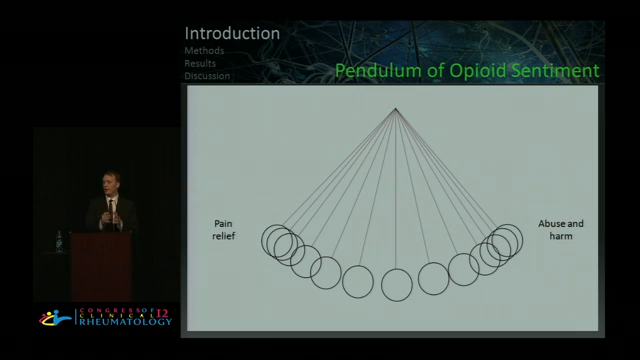 Introduction
Methods
Results
Discussion
Pendulum of Opioid Sentiment
Pain
relief
Abuse and
harm
CONGRESS OF
CLINICAL 12
RHEUMATOLOGY